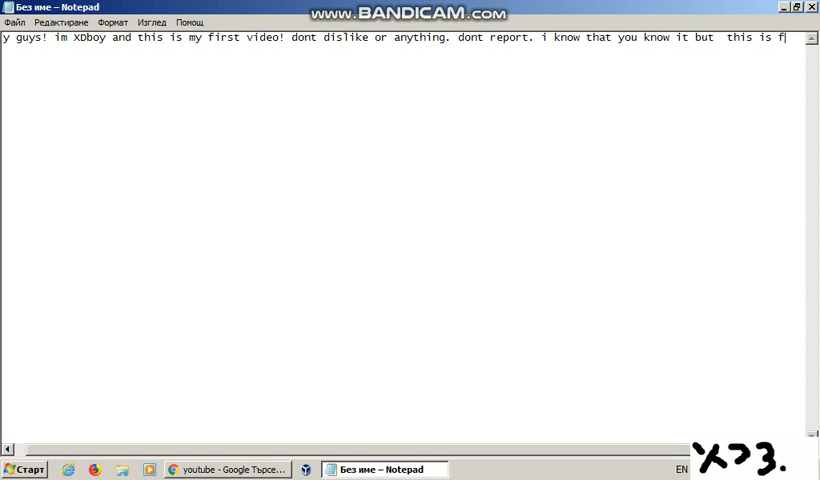 Без име – Notepad
www.BANDICAM.com
Файл Редактиране Формат Изглед Помощ
y guys! im XDboy and this is my first video! dont dislike or anything. dont report. i know that you know it but  this is f
Старт
youtube - Google Търсе...
Без име – Notepad
EN
X>3.